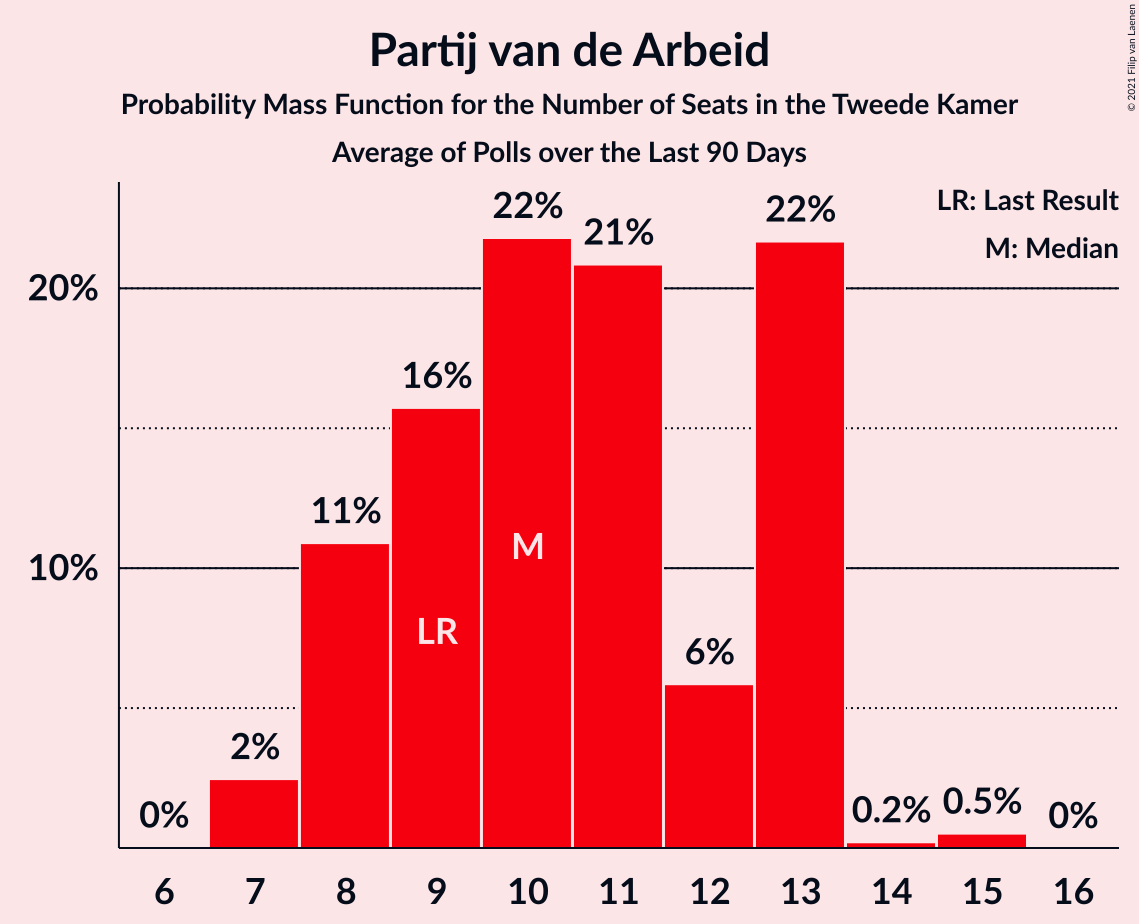 Partij van de Arbeid
Probability Mass Function for the Number of Seats in the Tweede Kamer
Average of Polls over the Last 90 Days
© 2021 Filip van Laenen
LR: Last Result
M: Median
20%
10%
0%
2%
11%
16%
22%
21%
6%
22%
0.2%
0.5%
0%
LR
M
6 7 8 9 10 11 12 13 14 15 16